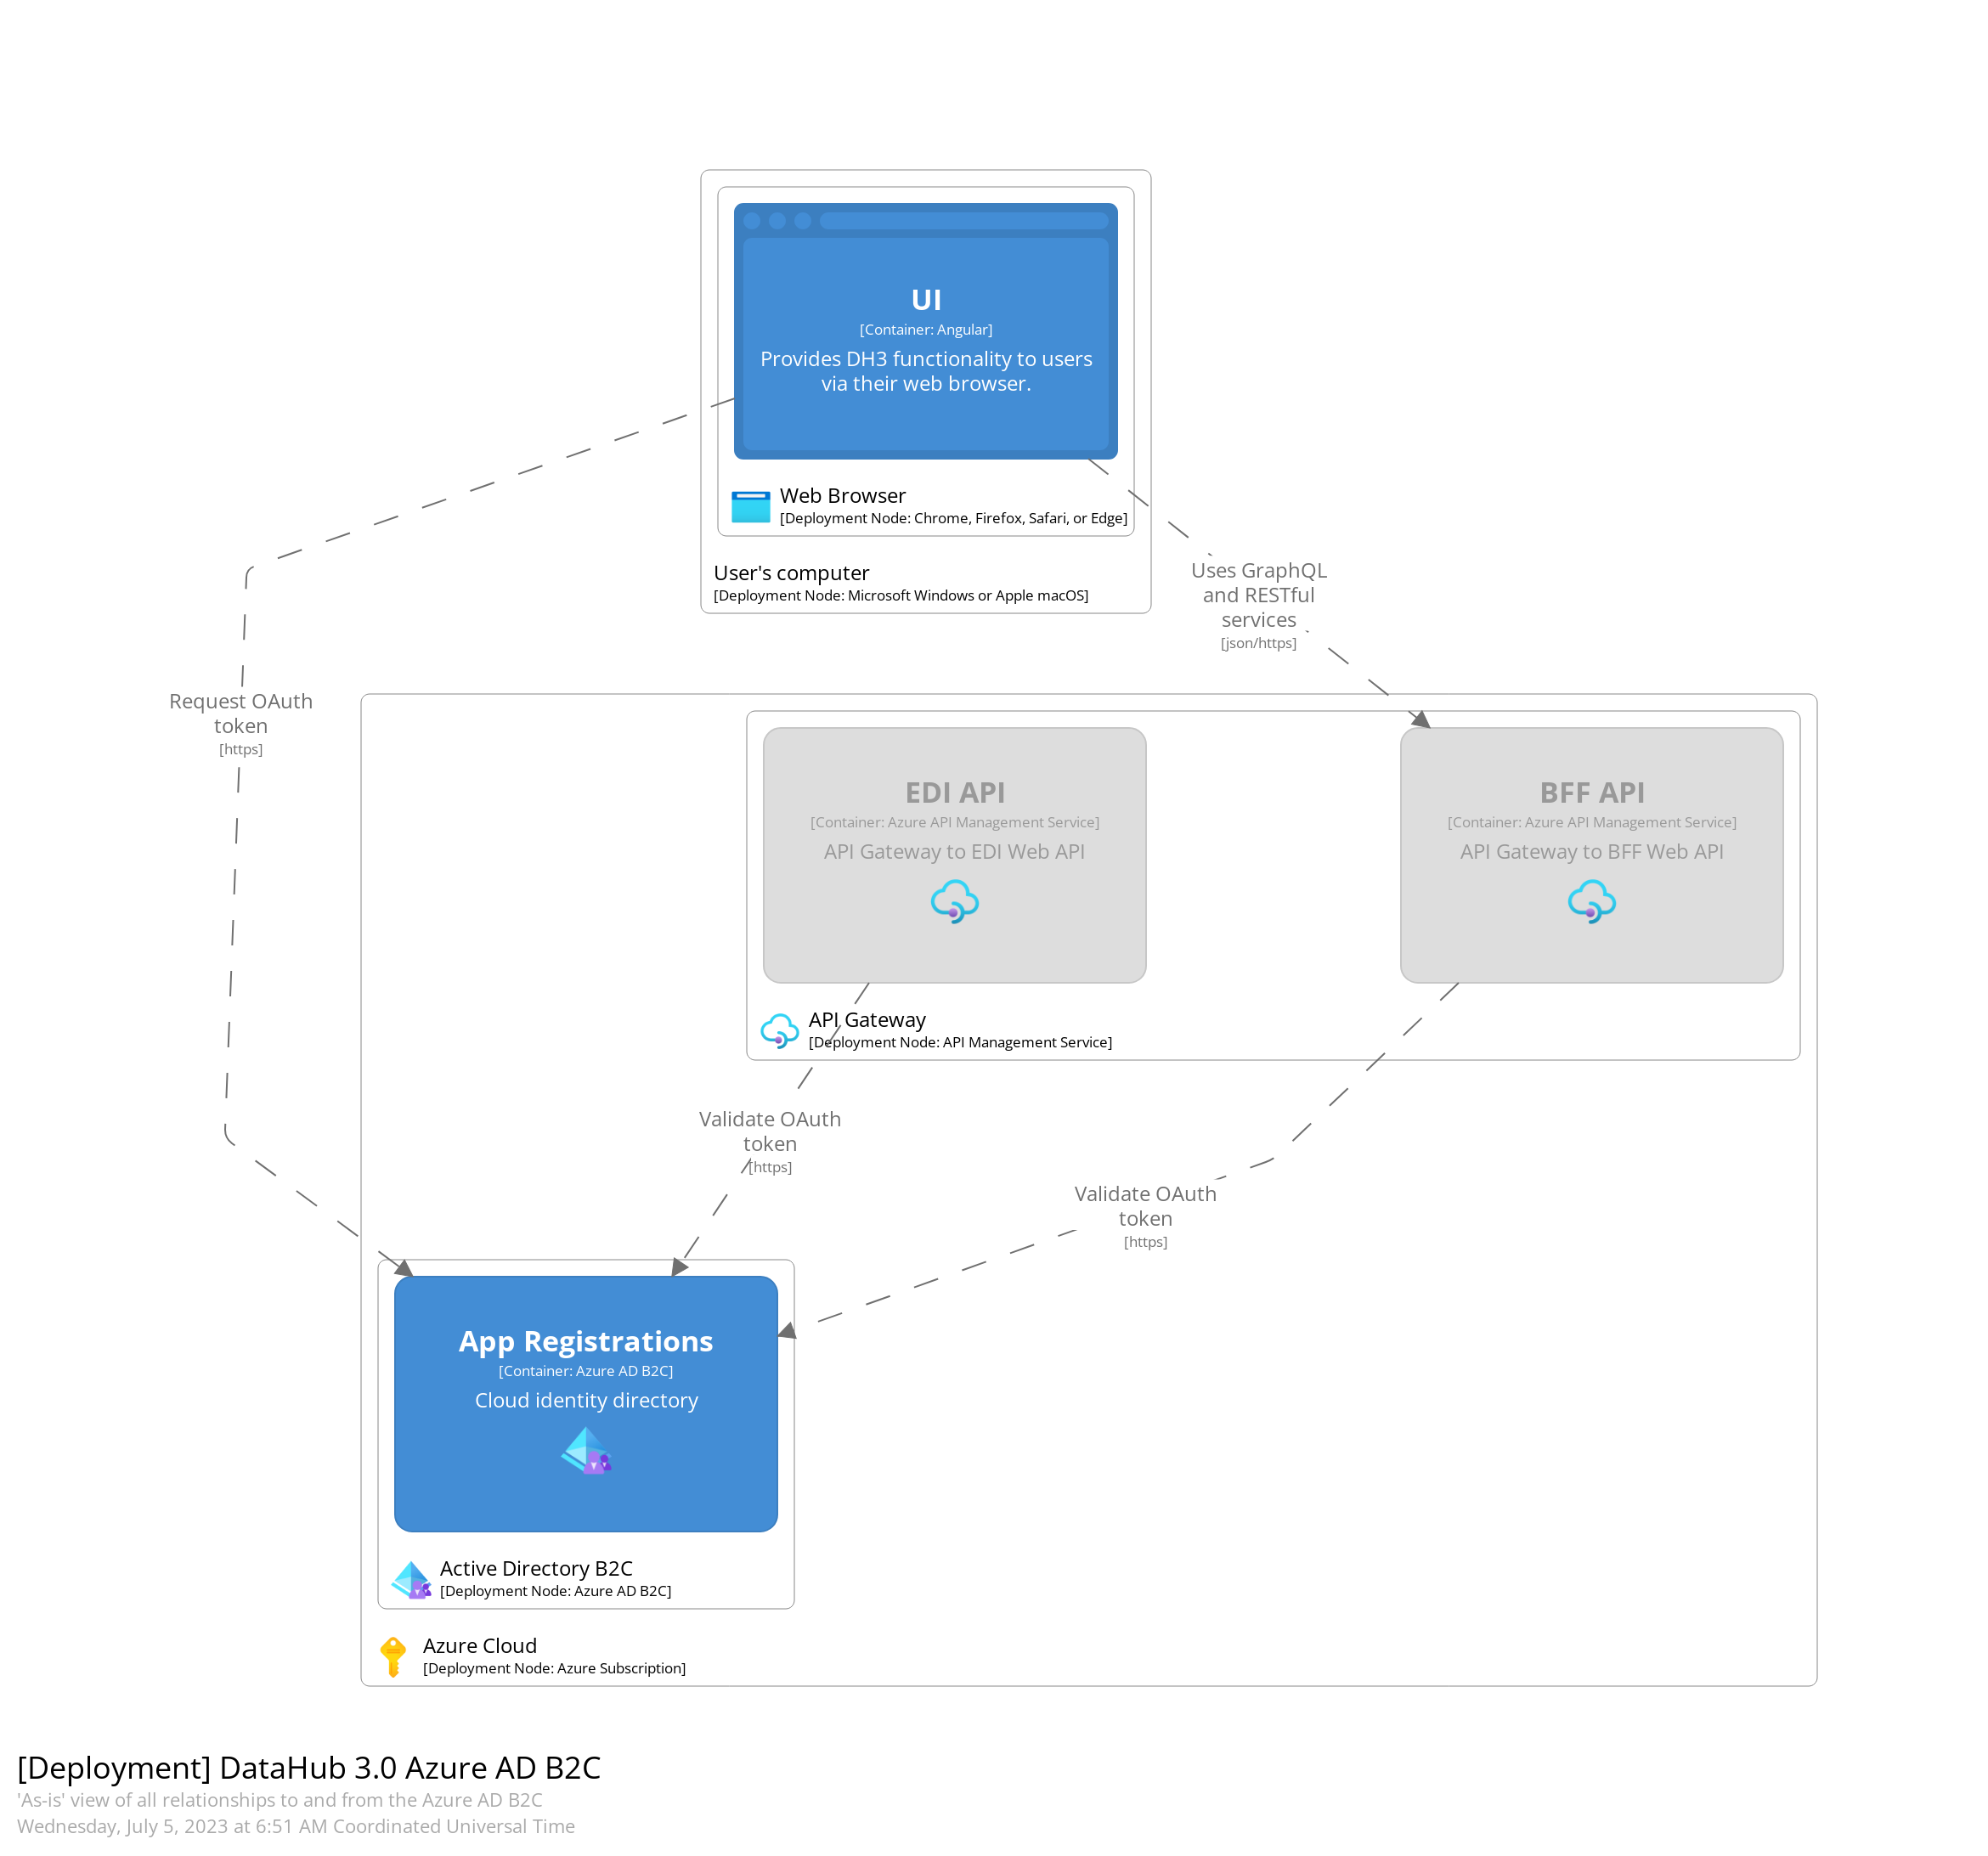 UI
[Container: Angular]
Provides DH3 functionality to users
via their web browser.
Web Browser
[Deployment Node: Chrome, Firefox, Safari, or Edge]
User's computer
[Deployment Node: Microsoft Windows or Apple macOS]
Uses GraphQL
and RESTful
services
[json/https]
Request OAuth
token
[https]
EDI API
[Container: Azure API Management Service]
API Gateway to EDI Web API
BFF API
[Container: Azure API Management Service]
API Gateway to BFF Web API
API Gateway
[Deployment Node: API Management Service]
Validate OAuth
token
[https]
Validate OAuth
token
[https]
App Registrations
[Container: Azure AD B2C]
Cloud identity directory
Active Directory B2C
[Deployment Node: Azure AD B2C]
Azure Cloud
[Deployment Node: Azure Subscription]
[Deployment] DataHub 3.0 Azure AD B2C
'As-is' view of all relationships to and from the Azure AD B2C
Wednesday, July 5, 2023 at 6:51 AM Coordinated Universal Time